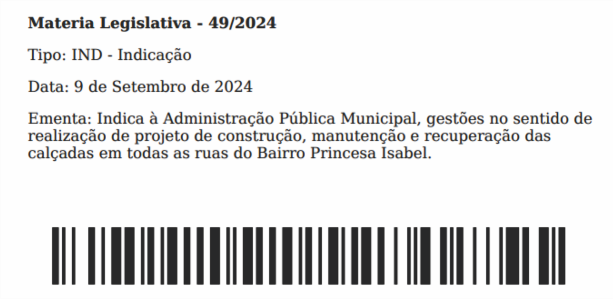 Materia Legislativa - 49/2024
Tipo: IND - Indicação
Data: 9 de Setembro de 2024
Ementa: Indica à Administração Pública Municipal, gestões no sentido de
realização de projeto de construção, manutenção e recuperação das
calçadas em todas as ruas do Bairro Princesa Isabel.